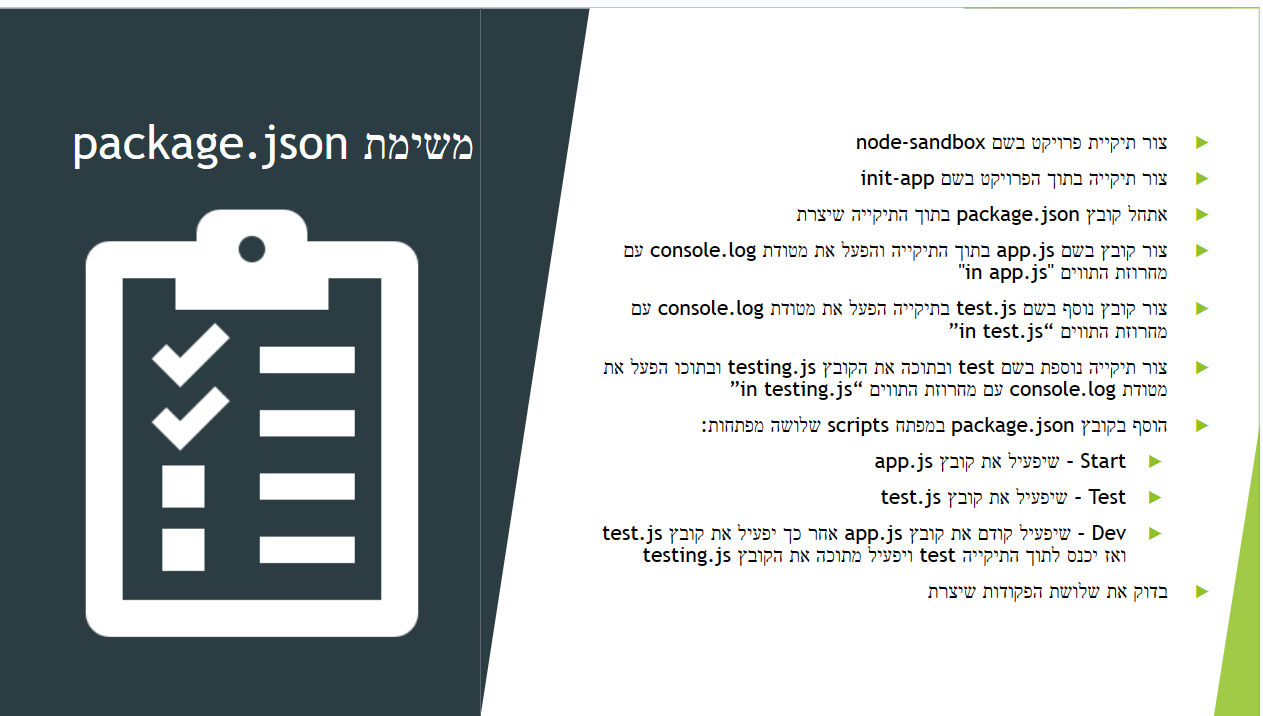 משימת package.json
צור תיקיית פרויקט בשם node-sandbox
צור תיקייה בתוך הפרויקט בשם init-app
אתחל קובץ package.json בתוך התיקייה שיצרת
צור קובץ בשם app.js בתוך התיקייה והפעל את מטודת console.log עם
מחרוזת התווים "in app.js"
צור קובץ נוסף בשם test.js בתיקייה הפעל את מטודת console.log עם
מחרוזת התווים “in test.js”
צור תיקייה נוספת בשם test ובתוכה את הקובץ testing.js ובתוכו הפעל את
מטודת console.log עם מחרוזת התווים “in testing.js”
הוסף בקובץ package.json במפתח scripts שלושה מפתחות:
Start – שיפעיל את קובץ app.js
Test – שיפעיל את קובץ test.js
Dev – שיפעיל קודם את קובץ app.js אחר כך יפעיל את קובץ test.js
ואז יכנס לתוך התיקייה test ויפעיל מתוכה את הקובץ testing.js
בדוק את שלושת הפקודות שיצרת